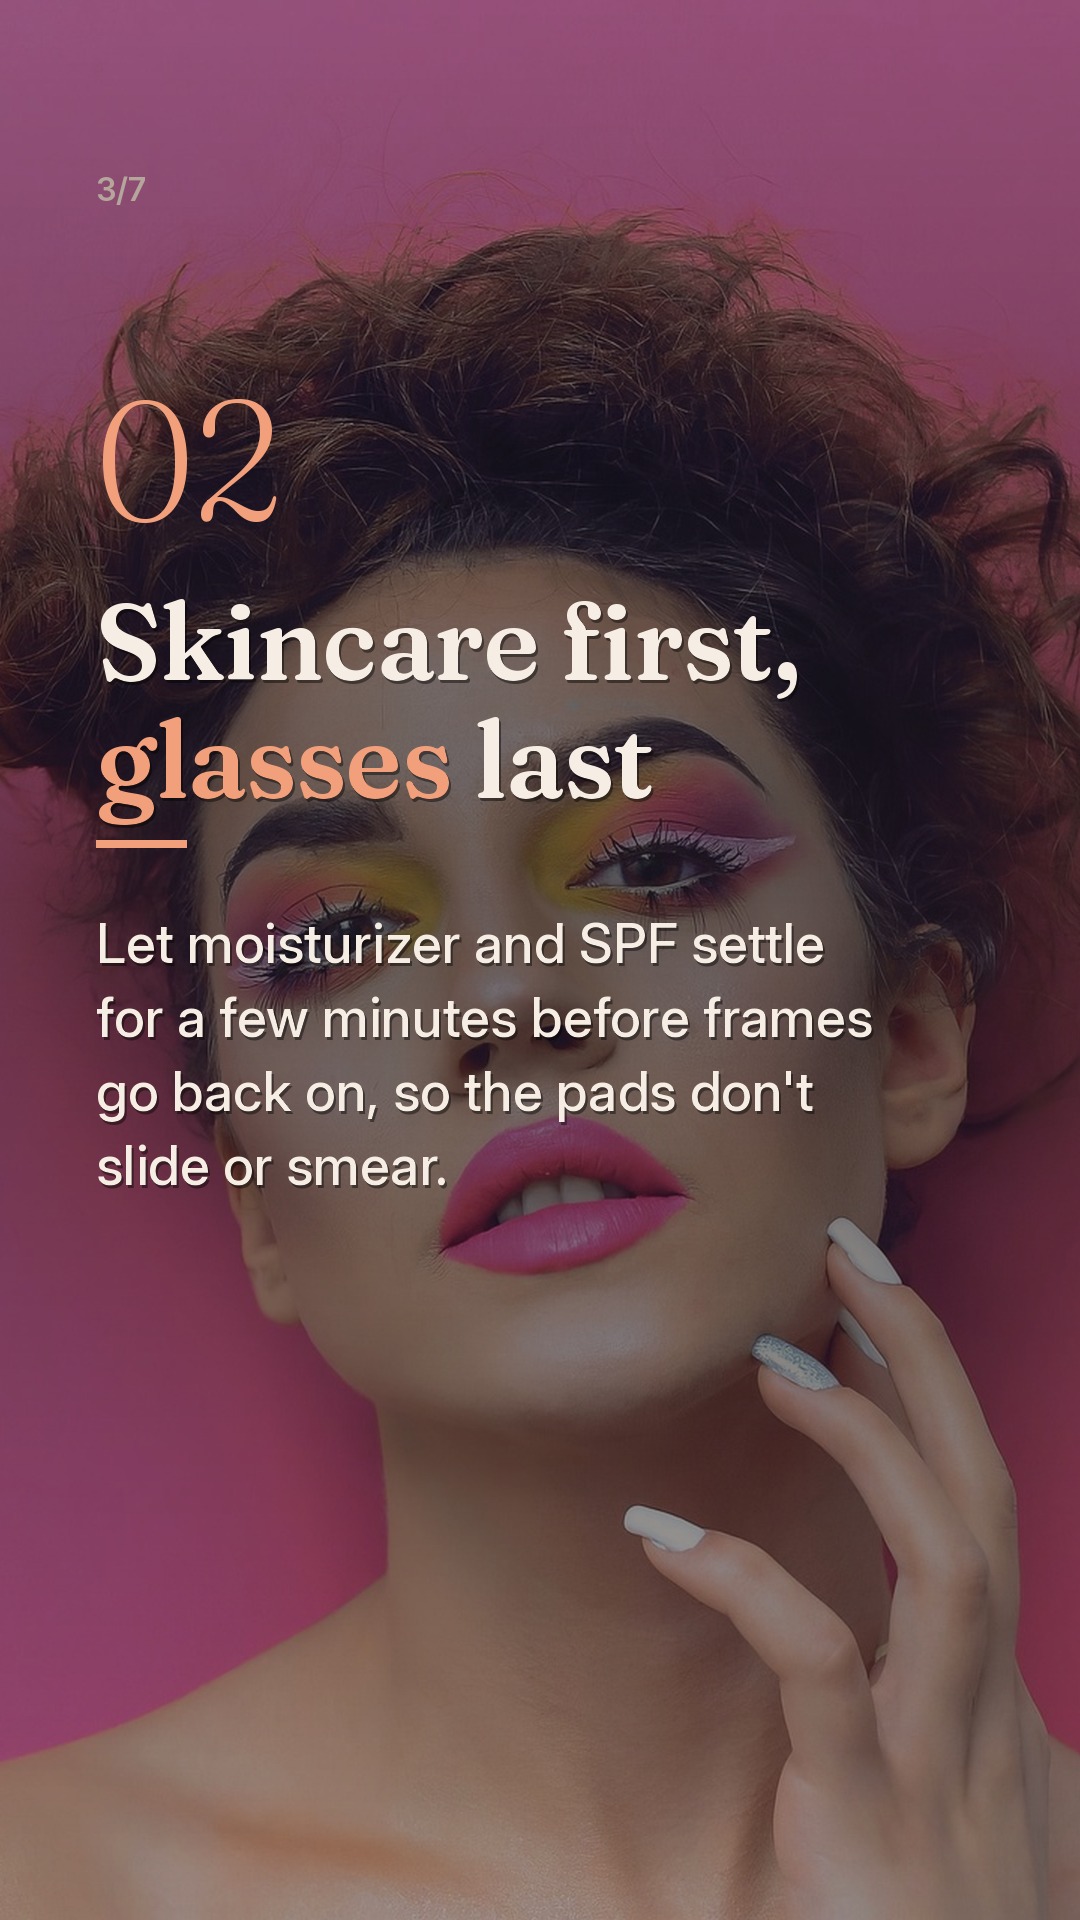 3/7
02
Skincare first,
glasses last
Let moisturizer and SPF settle
for a few minutes before frames
go back on, so the pads don't
slide or smear.